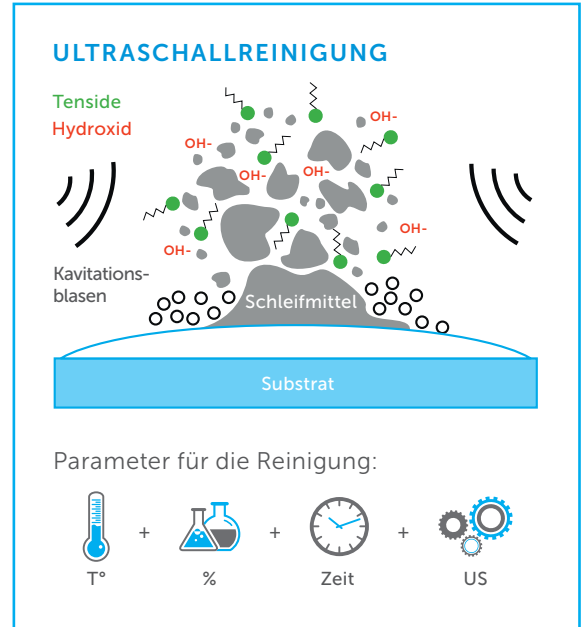 ULTRASCHALLREINIGUNG
Tenside
Hydroxid
OH-
OH-
OH-
OH-
OH-
OH-
Kavitations-
blasen
Schleifmittel
Substrat
Parameter für die Reinigung:
T° + % + Zeit + US